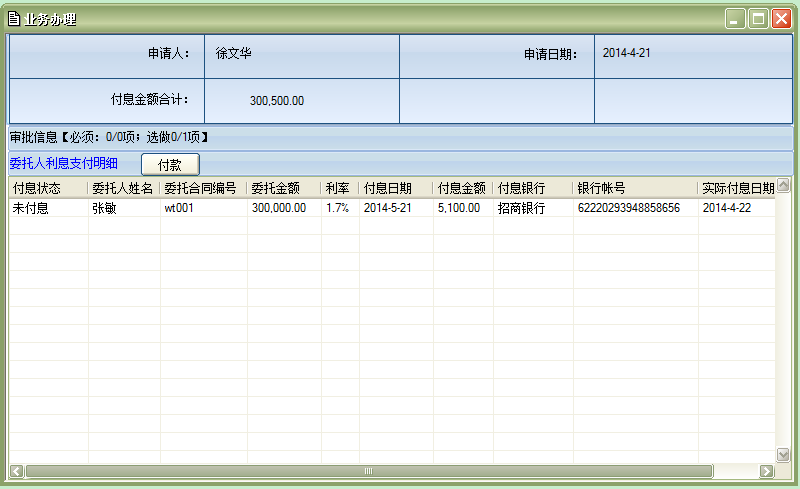 业务办理
申请人： 徐文华 申请日期： 2014-4-21
付息金额合计： 300,500.00
审批信息【必须：0/0项；选做0/1项】
委托人利息支付明细 付款
付息状态 委托人姓名 委托合同编号 委托金额 利率 付息日期 付息金额 付息银行 银行帐号 实际付息日期
未付息 张敏 wt001 300,000.00 1.7% 2014-5-21 5,100.00 招商银行 62220293948858656 2014-4-22